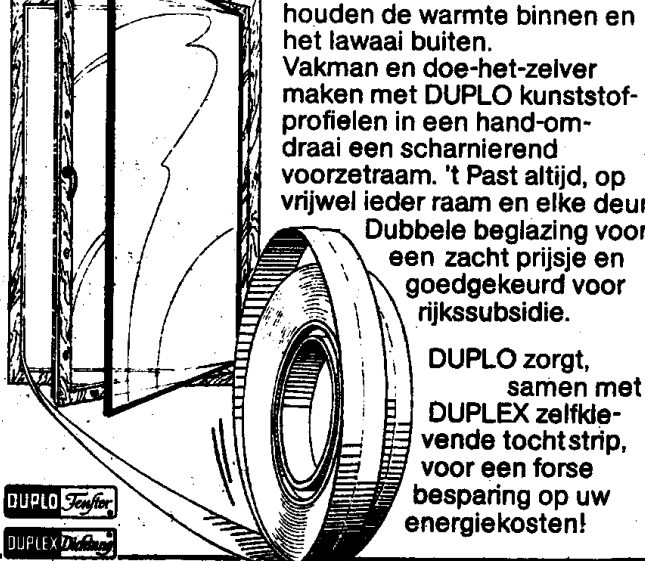 houden de warmte binnen en
het lawaai buiten.
Vakman en doe-het-zelver
maken met DUPLO kunststof-
profielen in een hand-om-
draai een scharnierend
voorzetraam. 't Past altijd, op
vrijwel ieder raam en elke deur
Dubbele beglazing voor
een zacht prijsje en
goedgekeurd voor
rijkssubsidie.
DUPLO zorgt,
samen met
DUPLEX zelfkle-
vende tochtstrip,
voor een forse
besparing op uw
energiekosten!
DUPLO Fenster
DUPLEX Dichtung